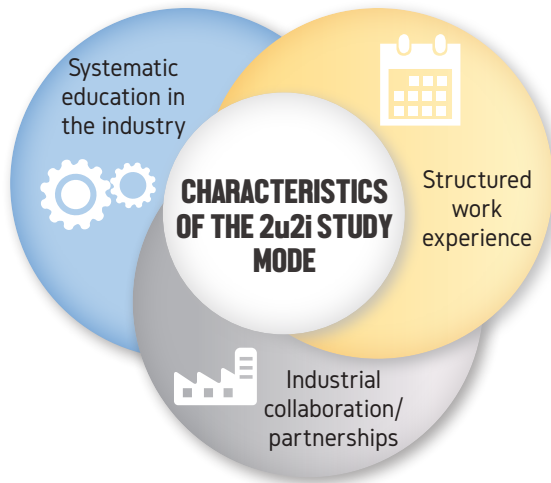 Systematic
education in
the industry
CHARACTERISTICS
OF THE 2u2i STUDY
MODE
Structured
work
experience
Industrial
collaboration/
partnerships